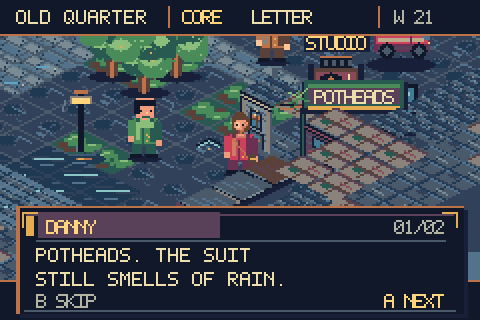 OLD QUARTER CORE LETTER W 21
STUDIO
POTHEADS
DANNY 01/02
POTHEADS. THE SUIT
STILL SMELLS OF RAIN.
B SKIP A NEXT